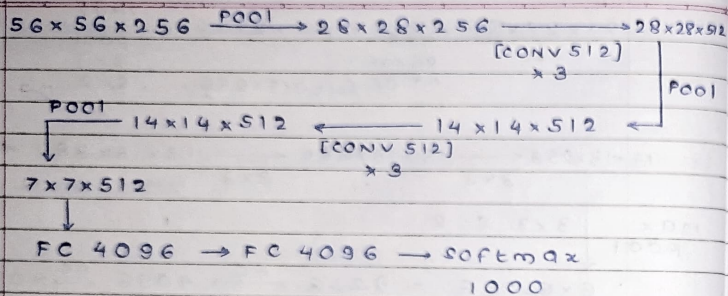 56 × 56 × 256 POOl → 28 × 28 × 256 → 28 × 28 × 512
[CONV 512]
× 3
POOl
POOl 14 × 14 × 512 ← 14 × 14 × 512 ←
[CONV 512]
× 3
7 × 7 × 512
↓
FC 4096 → FC 4096 → softmax
1000